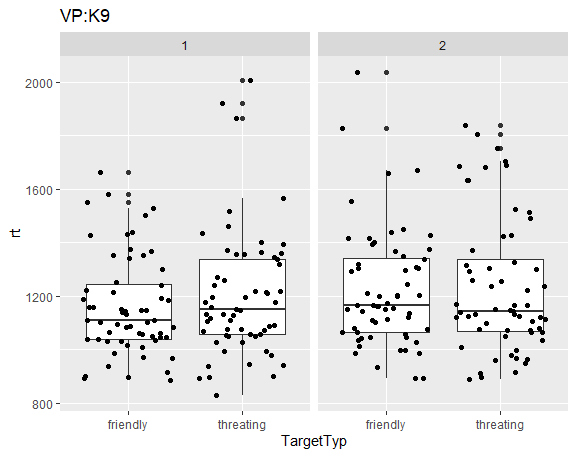 VP:K9
1 2
2000
1600
1200
800
rt
friendly threating friendly threating
TargetTyp